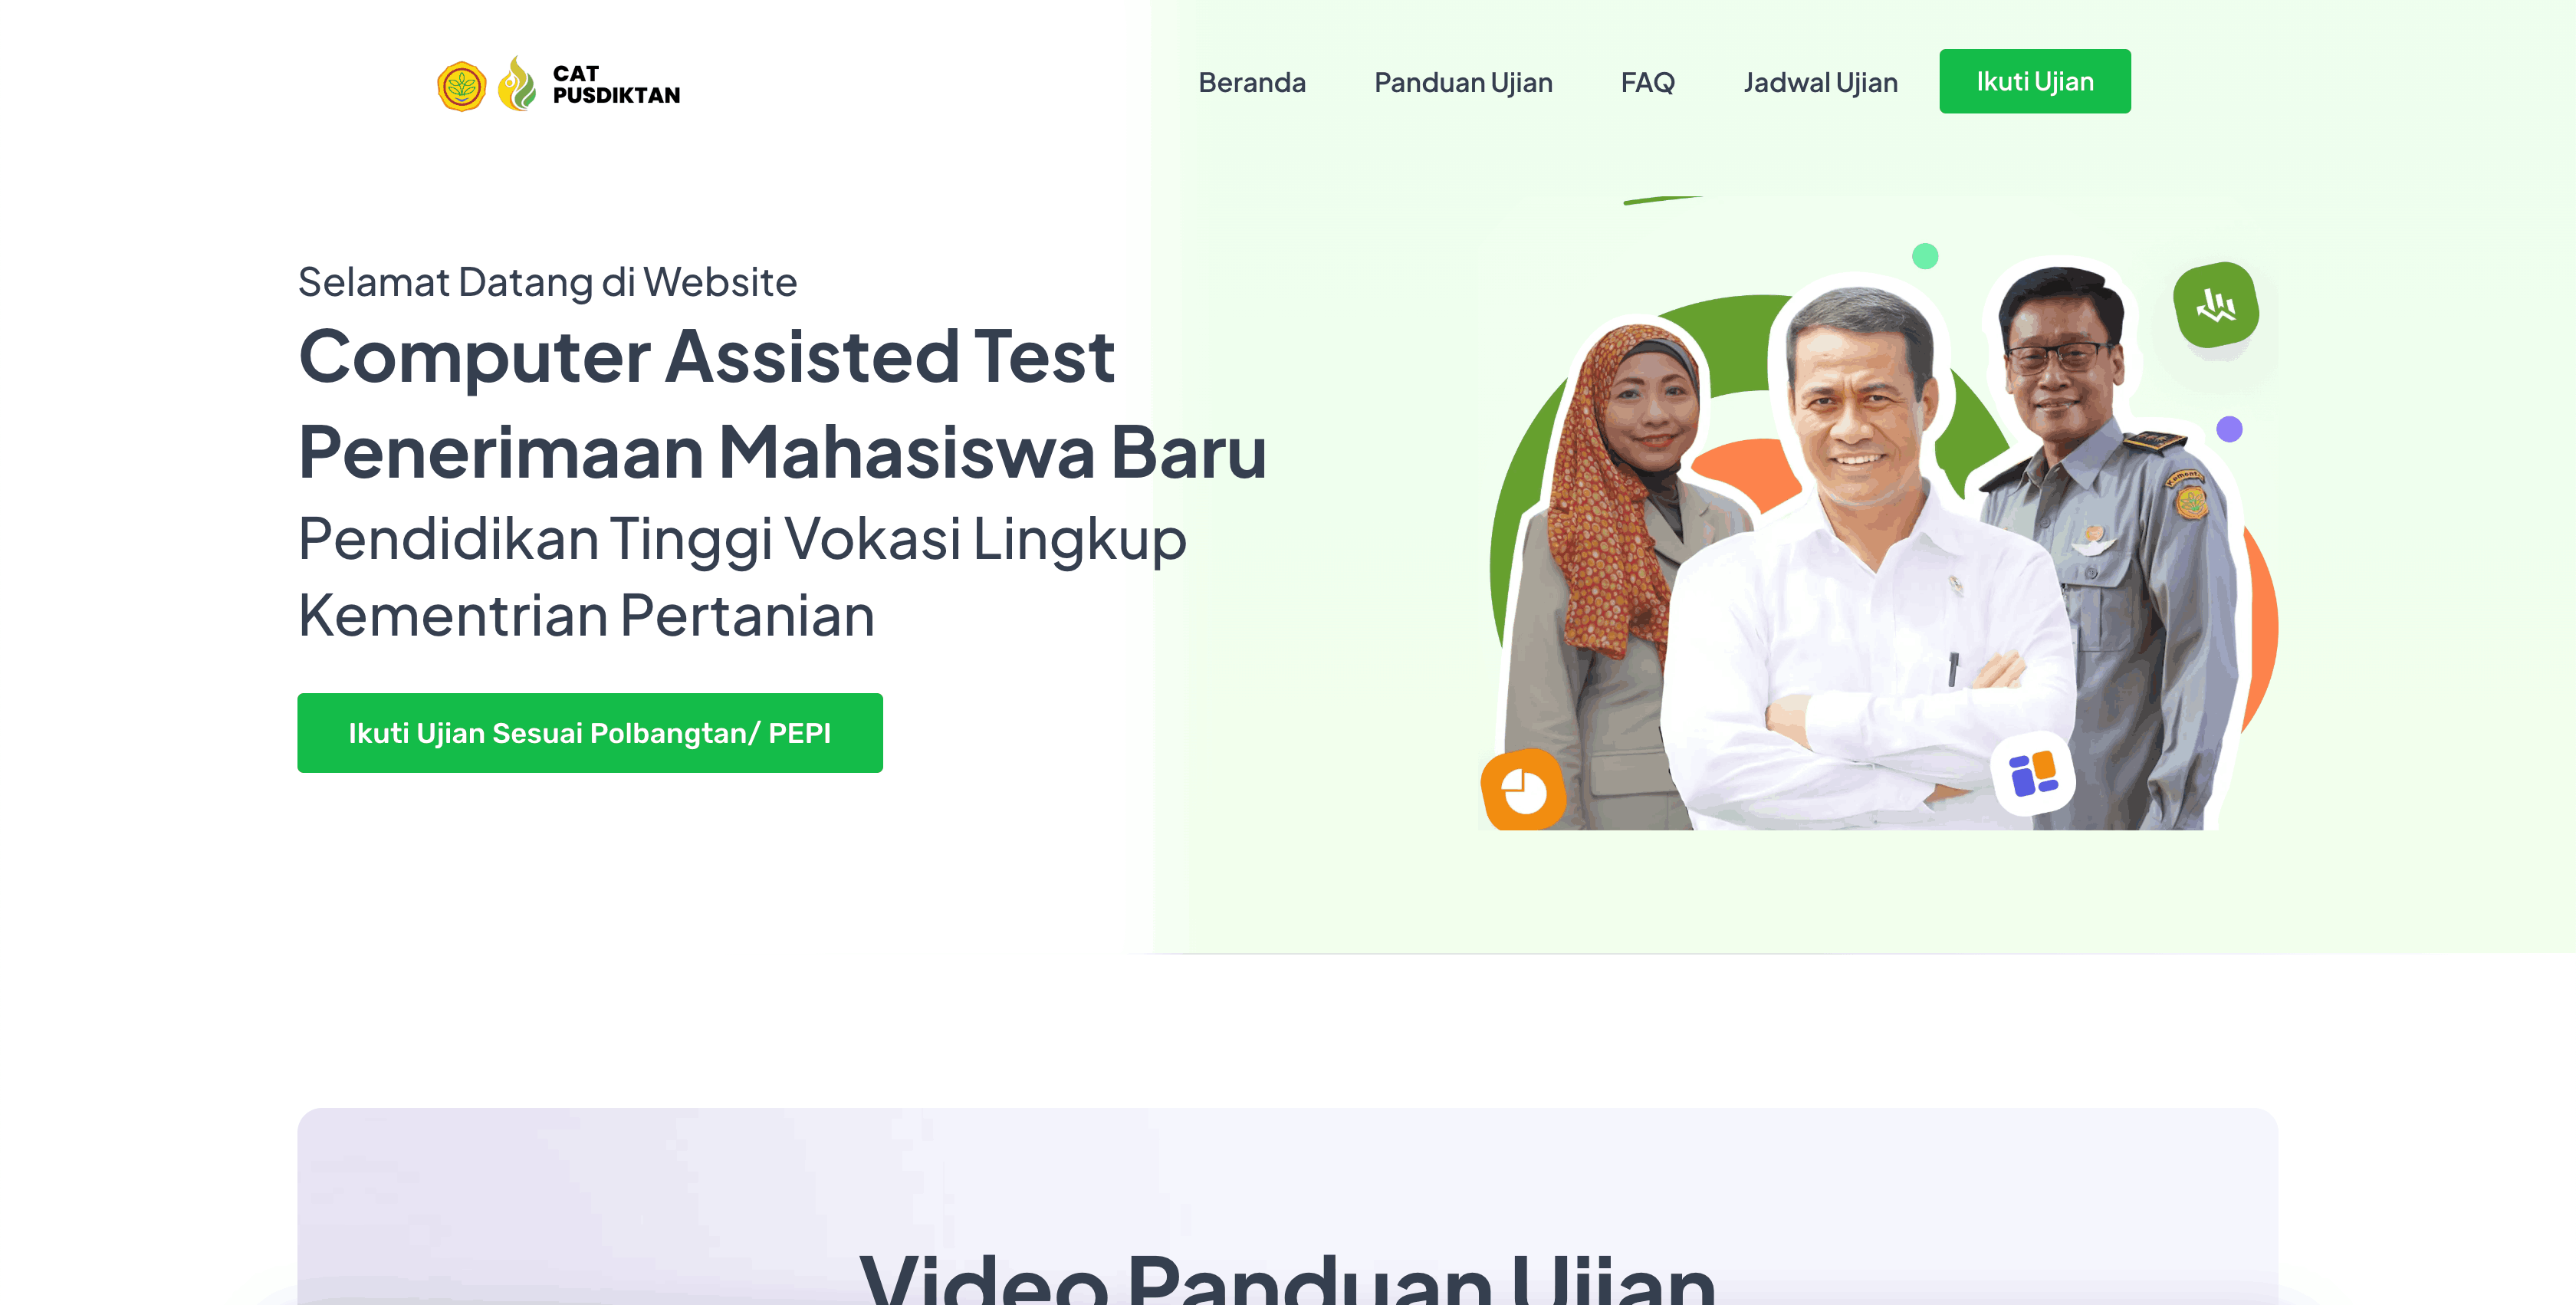 CAT
PUSDIKTAN
Beranda
Panduan Ujian
FAQ
Jadwal Ujian
Ikuti Ujian
Selamat Datang di Website
Computer Assisted Test
Penerimaan Mahasiswa Baru
Pendidikan Tinggi Vokasi Lingkup
Kementrian Pertanian
Ikuti Ujian Sesuai Polbangtan/ PEPI
Video Panduan Ujian